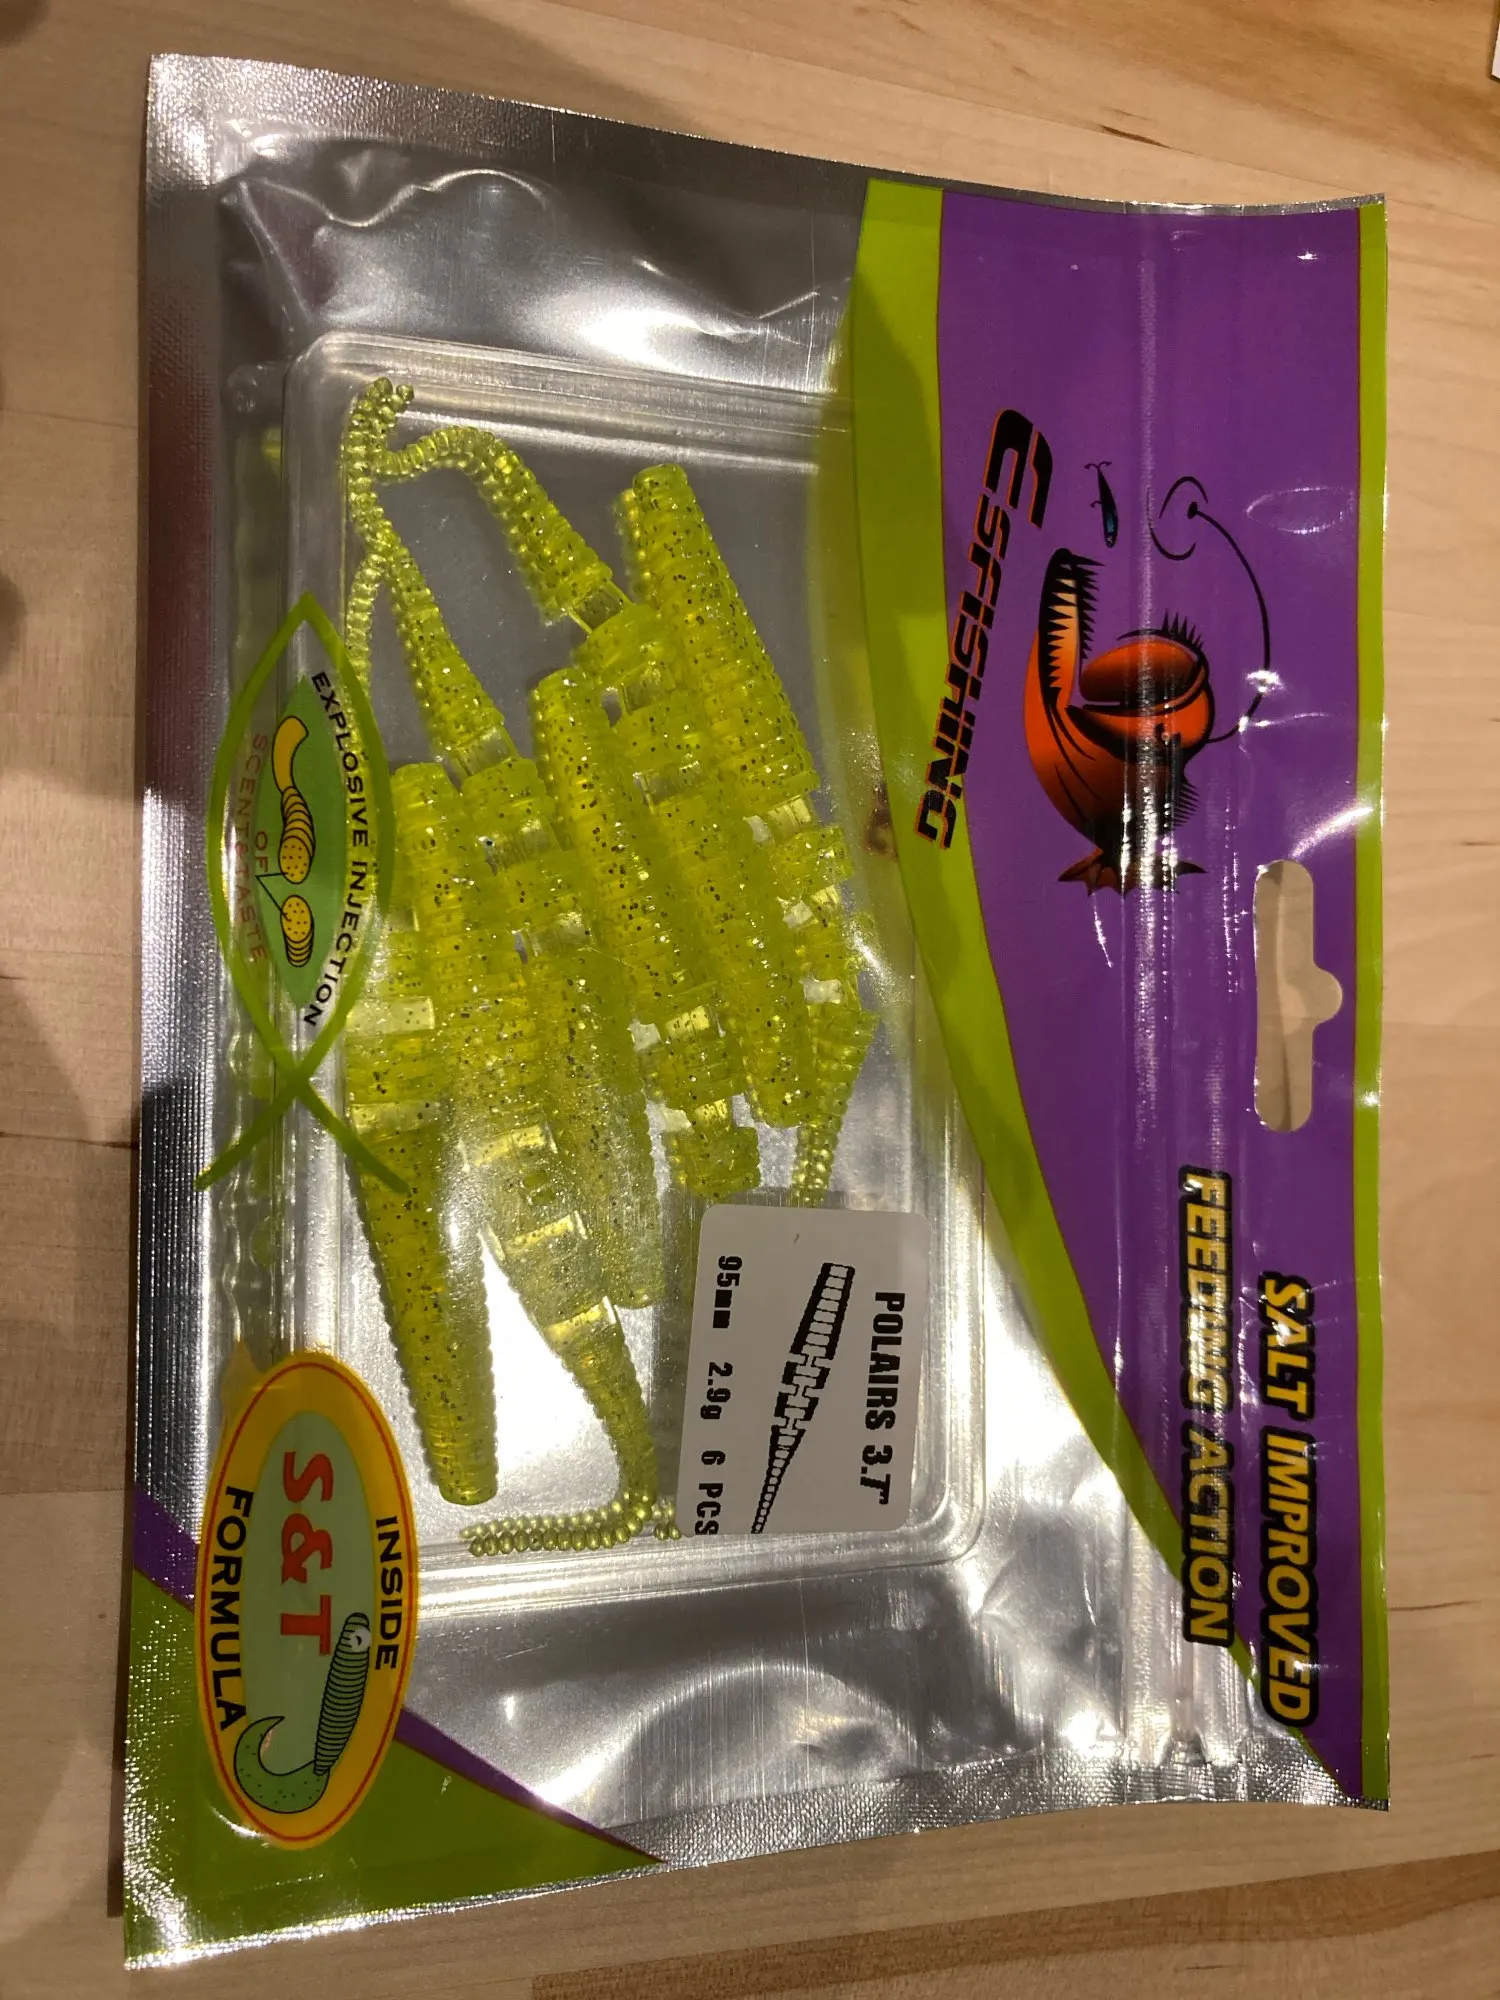 ESFISHING
SALT IMPROVED
FEEDING ACTION
POLAIRS 3.7"
95mm 2.9g 6 PCS
EXPLOSIVE INJECTION
OF
SCENT&TASTE
INSIDE
S&T
FORMULA